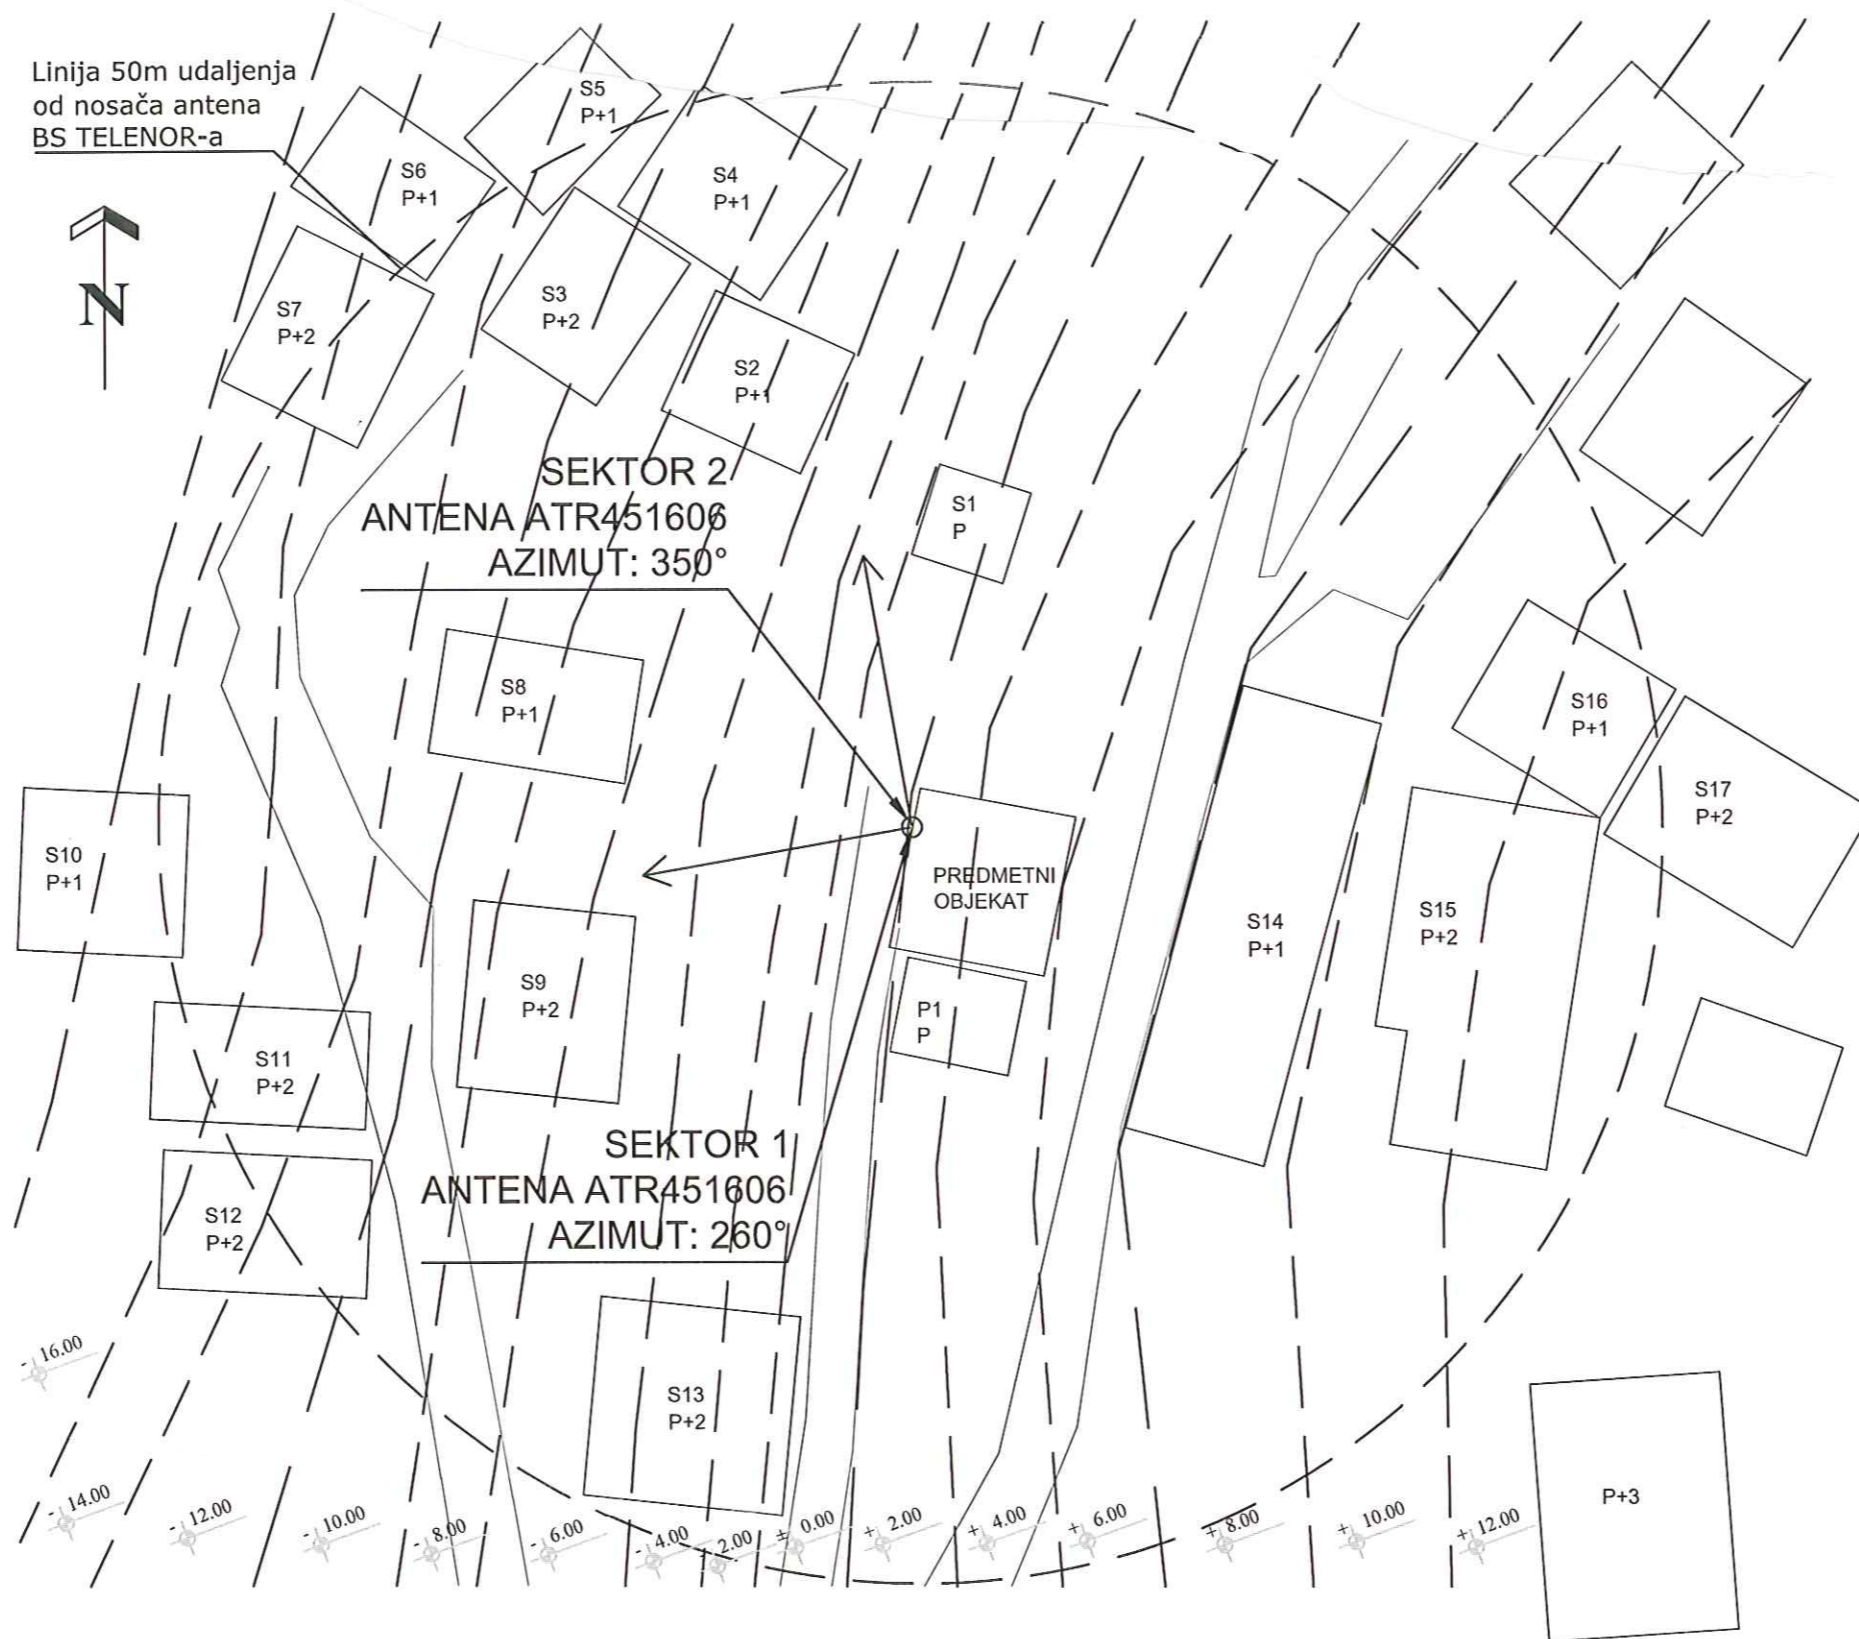 Linija 50m udaljenja
od nosača antena
BS TELENOR-a
N
S5
P+1
S6
P+1
S4
P+1
S7
P+2
S3
P+2
S2
P+1
SEKTOR 2
ANTENA ATR451606
AZIMUT: 350°
S1
P
S8
P+1
S16
P+1
S17
P+2
S10
P+1
PREDMETNI
OBJEKAT
S14
P+1
S15
P+2
S9
P+2
P1
P
S11
P+2
SEKTOR 1
ANTENA ATR451606
AZIMUT: 260°
S12
P+2
S13
P+2
P+3
- 16.00
- 14.00
- 12.00
- 10.00
- 8.00
- 6.00
- 4.00
- 2.00
± 0.00
+ 2.00
+ 4.00
+ 6.00
+ 8.00
+ 10.00
+ 12.00